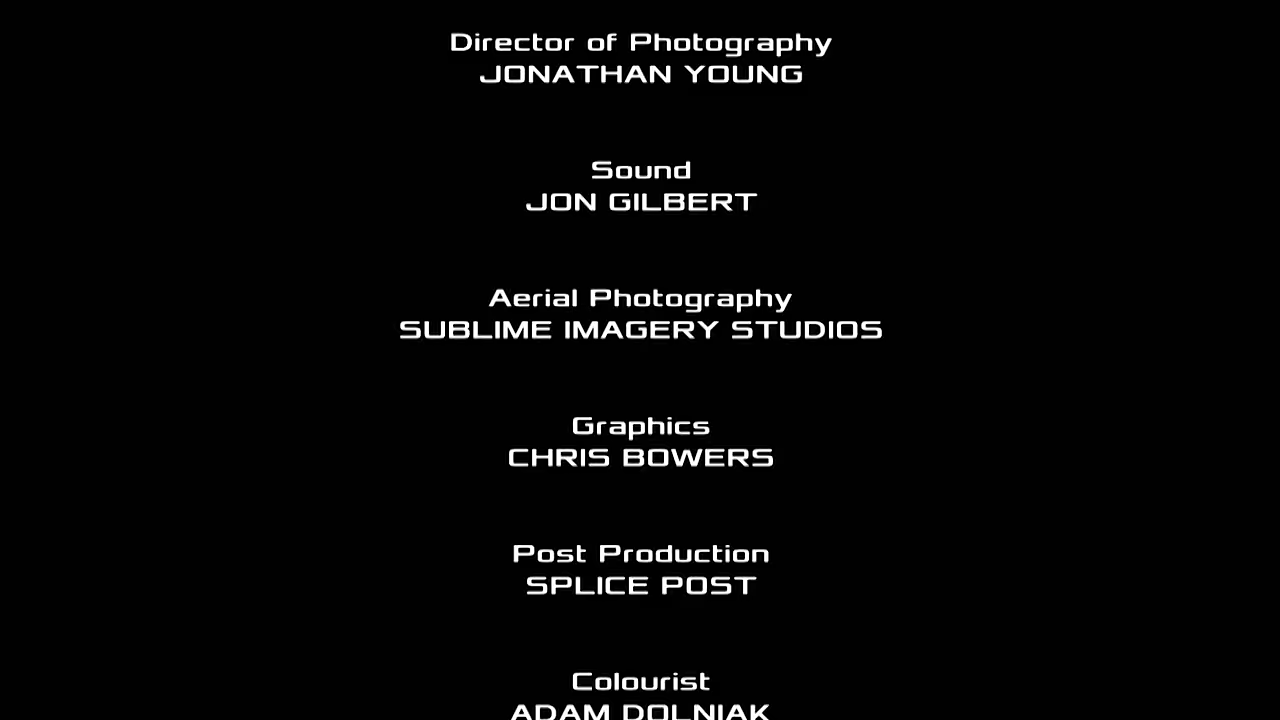 Director of Photography
JONATHAN YOUNG
Sound
JON GILBERT
Aerial Photography
SUBLIME IMAGERY STUDIOS
Graphics
CHRIS BOWERS
Post Production
SPLICE POST
Colourist
ADAM DOLNIAK